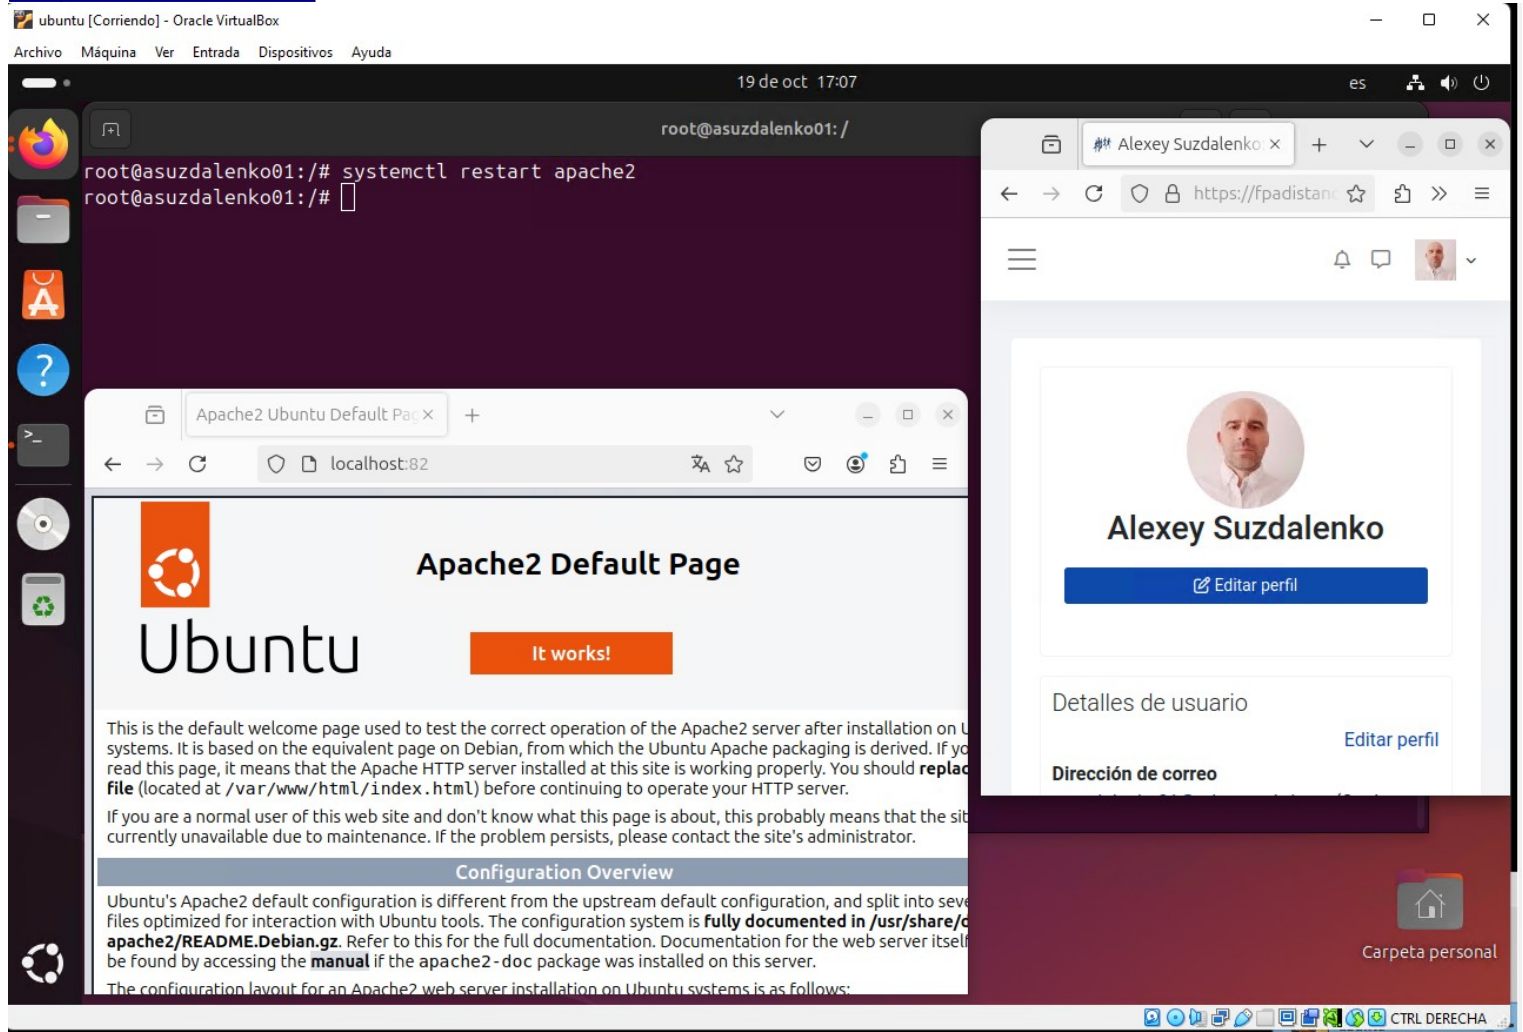 ubuntu [Corriendo] - Oracle VirtualBox
Archivo Máquina Ver Entrada Dispositivos Ayuda
19 de oct 17:07
es
root@asuzdalenko01: /
root@asuzdalenko01:/# systemctl restart apache2
root@asuzdalenko01:/#
Alexey Suzdalenko
https://fpadistanc
Alexey Suzdalenko
Editar perfil
Detalles de usuario
Editar perfil
Dirección de correo
Apache2 Ubuntu Default Pag
localhost:82
Ubuntu
Apache2 Default Page
It works!
This is the default welcome page used to test the correct operation of the Apache2 server after installation on U
systems. It is based on the equivalent page on Debian, from which the Ubuntu Apache packaging is derived. If yo
read this page, it means that the Apache HTTP server installed at this site is working properly. You should replac
file (located at /var/www/html/index.html) before continuing to operate your HTTP server.
If you are a normal user of this web site and don't know what this page is about, this probably means that the sit
currently unavailable due to maintenance. If the problem persists, please contact the site's administrator.
Configuration Overview
Ubuntu's Apache2 default configuration is different from the upstream default configuration, and split into seve
files optimized for interaction with Ubuntu tools. The configuration system is fully documented in /usr/share/d
apache2/README.Debian.gz. Refer to this for the full documentation. Documentation for the web server itself
be found by accessing the manual if the apache2-doc package was installed on this server.
The configuration layout for an Apache2 web server installation on Ubuntu systems is as follows:
Carpeta personal
CTRL DERECHA